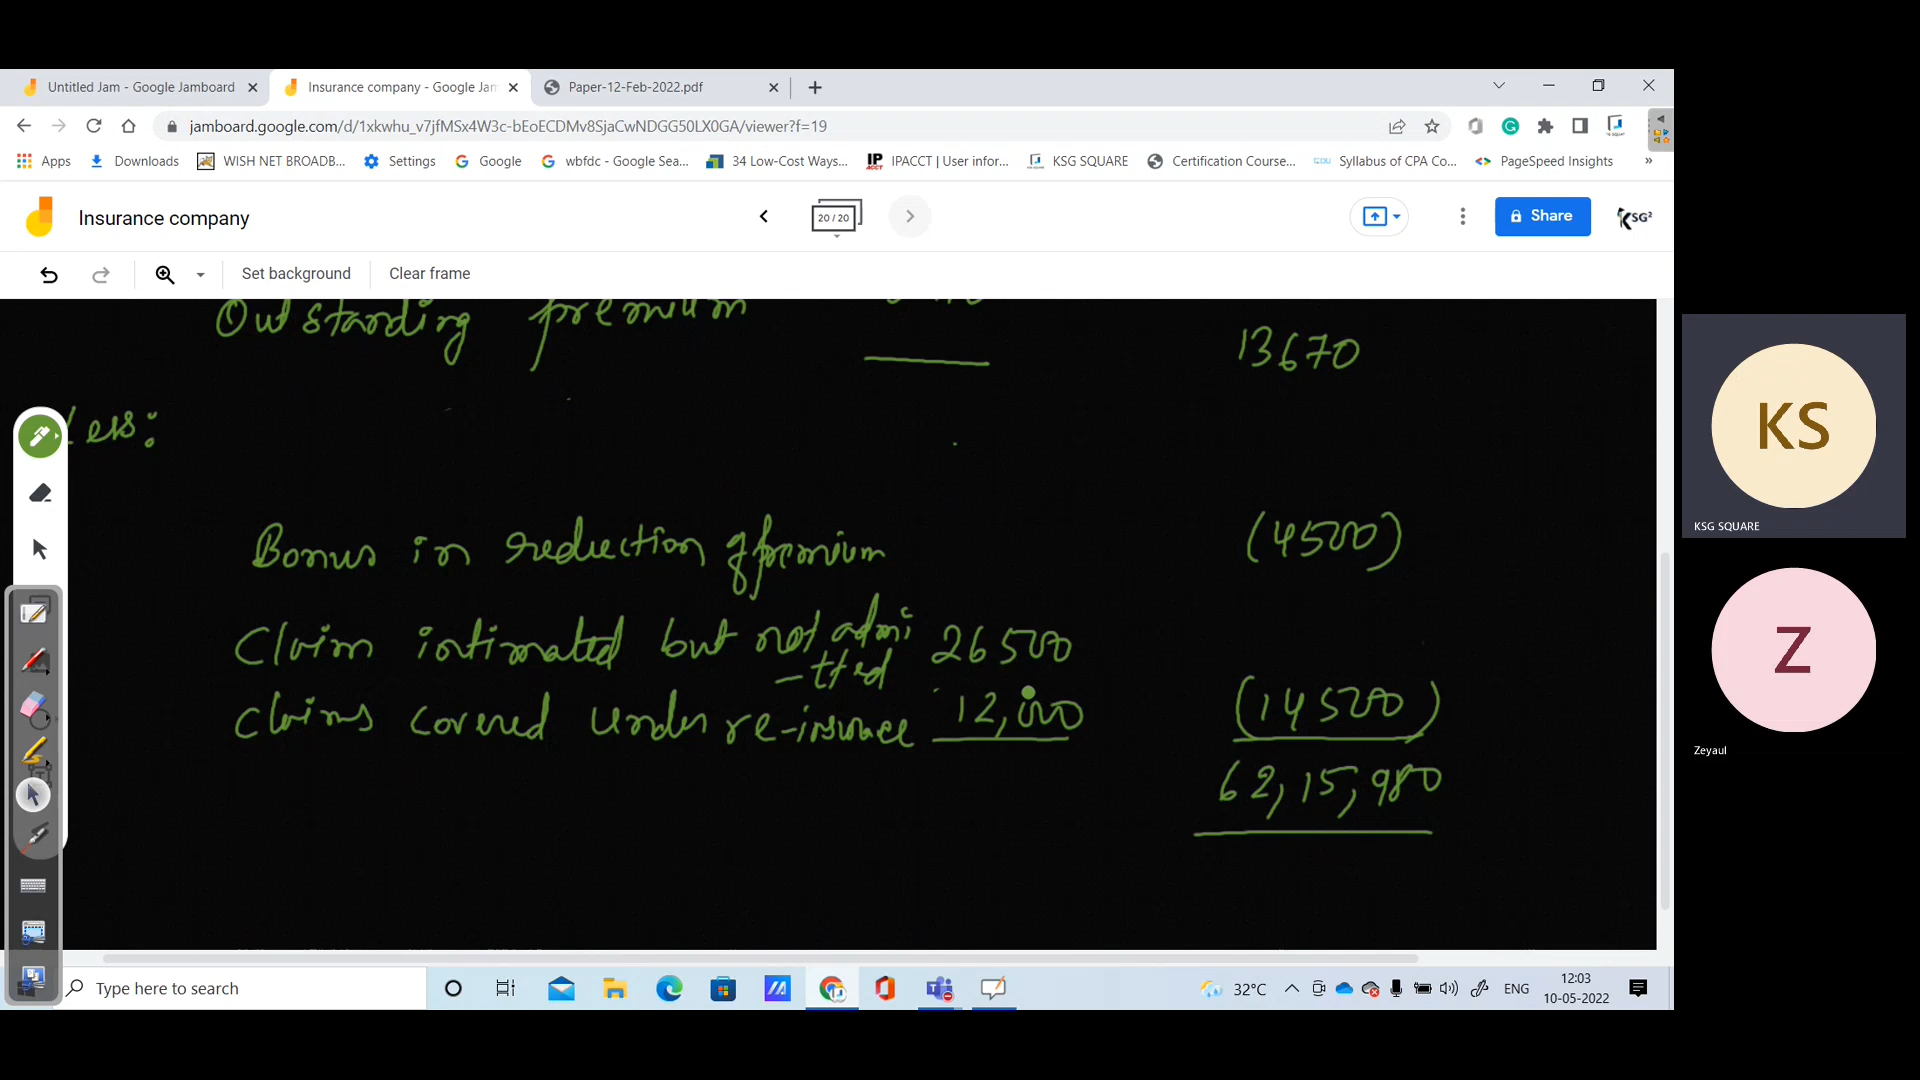 Untitled Jam - Google Jamboard
Insurance company - Google Jam
Paper-12-Feb-2022.pdf
jamboard.google.com/d/1xkwhu_v7jfMSx4W3c-bEoECDMv8SjaCwNDGG50LX0GA/viewer?f=19
Apps Downloads WISH NET BROADB... Settings Google wbfdc - Google Sea... 34 Low-Cost Ways... IPACCT | User infor... KSG SQUARE Certification Course... Syllabus of CPA Co... PageSpeed Insights »
Insurance company
20 / 20
Share
KSG²
Set background Clear frame
Outstanding premium
13670
Less:
Bonus in reduction of premium (4500)
Claim intimated but not admi 26500
-tted
Claims covered under re-insurance 12,000 (14500)
62,15,980
KS
KSG SQUARE
Z
Zeyaul
Type here to search
32°C
ENG
12:03
10-05-2022